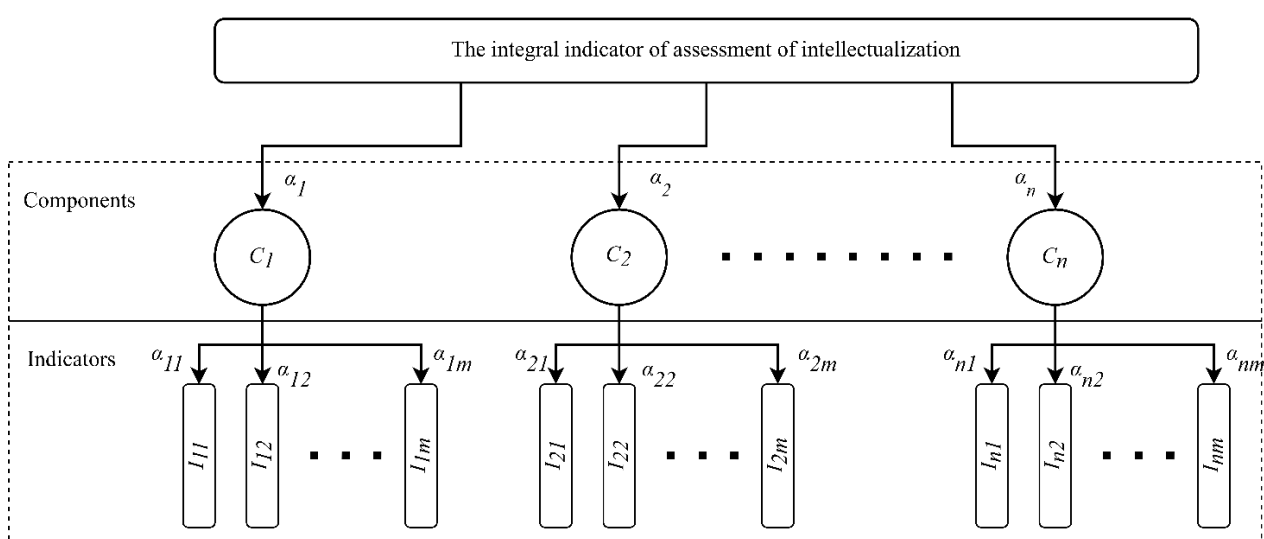 The integral indicator of assessment of intellectualization
Components
α1 α2 αn
C1 C2 Cn
Indicators
α11 α12 α1m α21 α22 α2m αn1 αn2 αnm
I11 I12 I1m I21 I22 I2m In1 In2 Inm